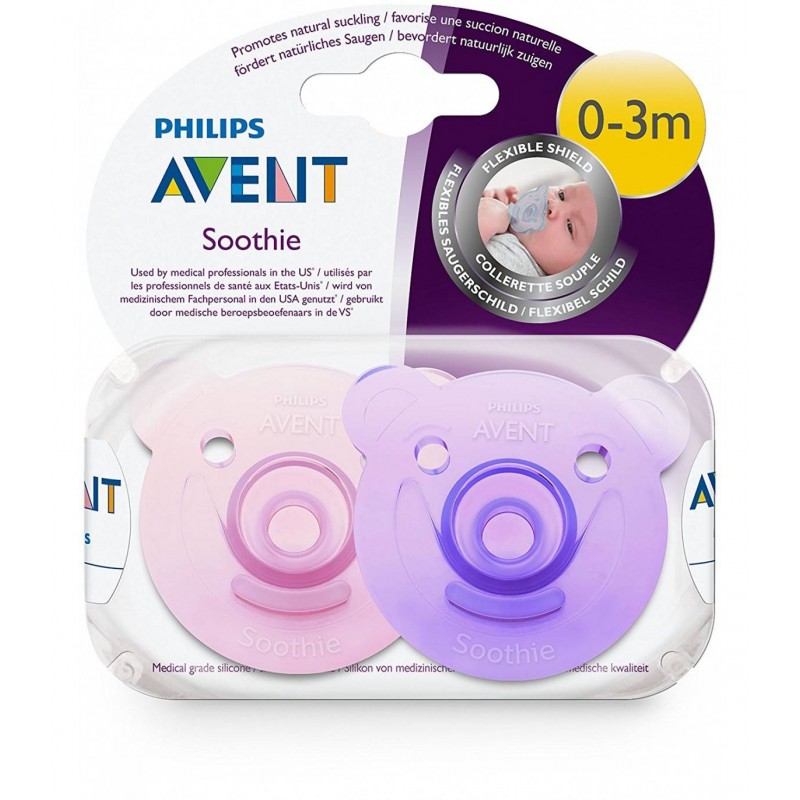 Promotes natural suckling / favorise une succion naturelle
fördert natürliches Saugen / bevordert natuurlijk zuigen
0-3m
PHILIPS
AVENT
Soothie
Used by medical professionals in the US* / utilisés par
les professionels de santé aux Etats-Unis* / wird von
medizinischem Fachpersonal in den USA genutzt* / gebruikt
door medische beroepsbeoefenaars in de VS*
FLEXIBLE SHIELD
COLLERETTE SOUPLE
FLEXIBLES SAUGERSCHILD / FLEXIBEL SCHILD
PHILIPS
AVENT
PHILIPS
AVENT
NT
Soothie
Soothie
Medical grade silicone /
Silikon von medizinischer
medische kwaliteit